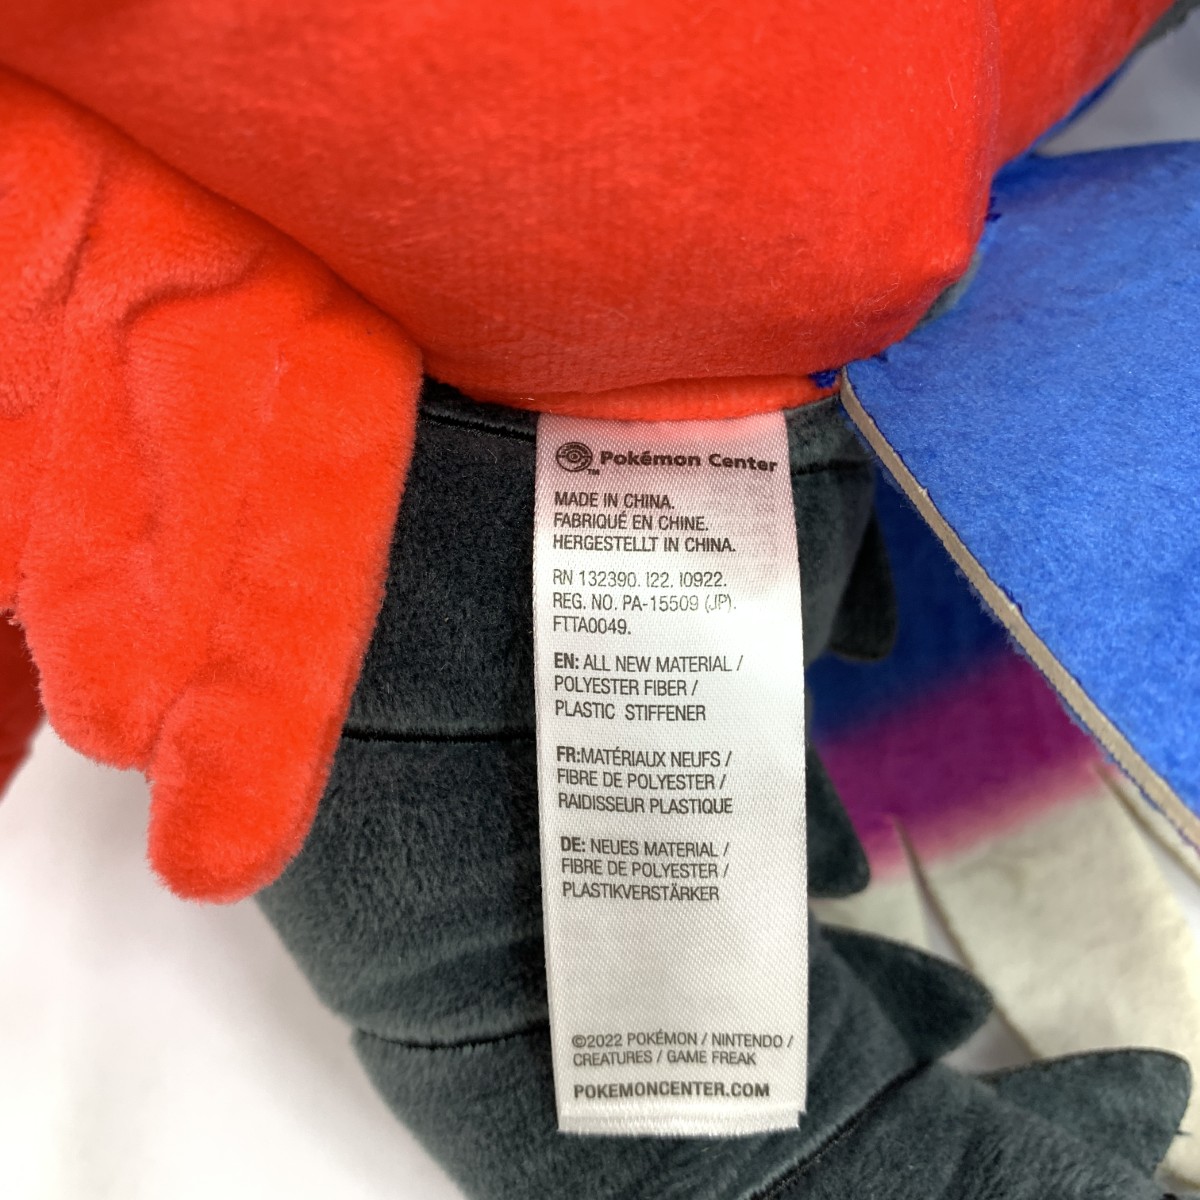 Pokémon Center
TM
MADE IN CHINA.
FABRIQUÉ EN CHINE.
HERGESTELLT IN CHINA.
RN 132390. I22. I0922.
REG. NO. PA-15509 (JP).
FTTA0049.
EN: ALL NEW MATERIAL /
POLYESTER FIBER /
PLASTIC STIFFENER
FR:MATÉRIAUX NEUFS /
FIBRE DE POLYESTER /
RAIDISSEUR PLASTIQUE
DE: NEUES MATERIAL /
FIBRE DE POLYESTER /
PLASTIKVERSTÄRKER
©2022 POKÉMON / NINTENDO /
CREATURES / GAME FREAK
POKEMONCENTER.COM